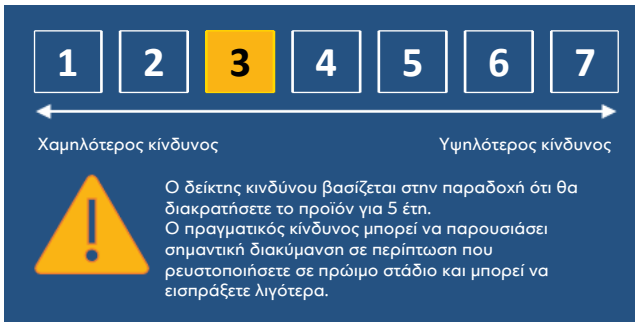 1 2 3 4 5 6 7
Χαμηλότερος κίνδυνος Υψηλότερος κίνδυνος
Ο δείκτης κινδύνου βασίζεται στην παραδοχή ότι θα
διακρατήσετε το προϊόν για 5 έτη.
Ο πραγματικός κίνδυνος μπορεί να παρουσιάσει
σημαντική διακύμανση σε περίπτωση που
ρευστοποιήσετε σε πρώιμο στάδιο και μπορεί να
εισπράξετε λιγότερα.